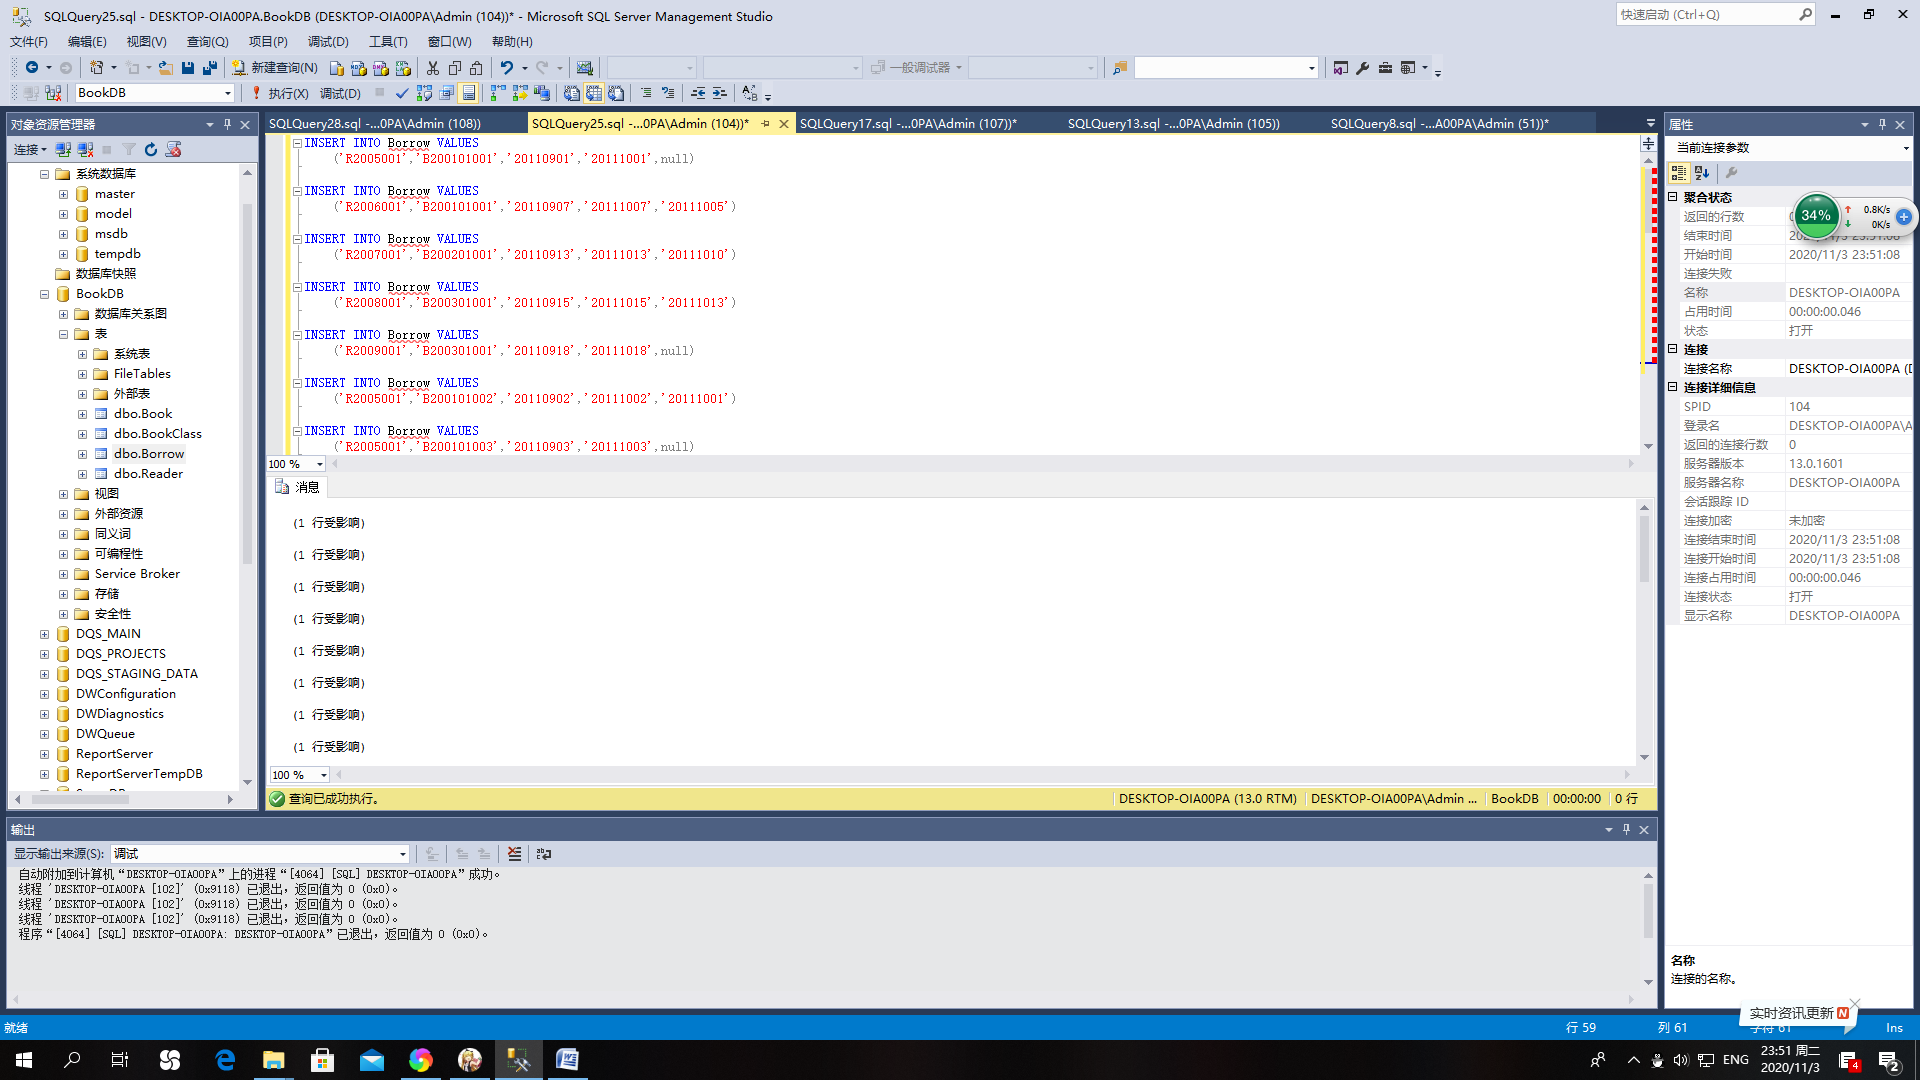 SQLQuery25.sql - DESKTOP-OIA00PA.BookDB (DESKTOP-OIA00PA\Admin (104))* - Microsoft SQL Server Management Studio
快速启动 (Ctrl+Q)
文件(F) 编辑(E) 视图(V) 查询(Q) 项目(P) 调试(D) 工具(T) 窗口(W) 帮助(H)
新建查询(N) 一般调试器
BookDB 执行(X) 调试(D)
对象资源管理器
连接
系统数据库
master
model
msdb
tempdb
数据库快照
BookDB
数据库关系图
表
系统表
FileTables
外部表
dbo.Book
dbo.BookClass
dbo.Borrow
dbo.Reader
视图
外部资源
同义词
可编程性
Service Broker
存储
安全性
DQS_MAIN
DQS_PROJECTS
DQS_STAGING_DATA
DWConfiguration
DWDiagnostics
DWQueue
ReportServer
ReportServerTempDB
SQLQuery28.sql -...0PA\Admin (108)) SQLQuery25.sql -...0PA\Admin (104))* SQLQuery17.sql -...0PA\Admin (107))* SQLQuery13.sql -...0PA\Admin (105)) SQLQuery8.sql -...A00PA\Admin (51))*
INSERT INTO Borrow VALUES
('R2005001','B200101001','20110901','20111001',null)
INSERT INTO Borrow VALUES
('R2006001','B200101001','20110907','20111007','20111005')
INSERT INTO Borrow VALUES
('R2007001','B200201001','20110913','20111013','20111010')
INSERT INTO Borrow VALUES
('R2008001','B200301001','20110915','20111015','20111013')
INSERT INTO Borrow VALUES
('R2009001','B200301001','20110918','20111018',null)
INSERT INTO Borrow VALUES
('R2005001','B200101002','20110902','20111002','20111001')
INSERT INTO Borrow VALUES
('R2005001','B200101003','20110903','20111003',null)
100 %
消息
(1 行受影响)
(1 行受影响)
(1 行受影响)
(1 行受影响)
(1 行受影响)
(1 行受影响)
(1 行受影响)
(1 行受影响)
100 %
查询已成功执行。 DESKTOP-OIA00PA (13.0 RTM) DESKTOP-OIA00PA\Admin ... BookDB 00:00:00 0 行
属性
当前连接参数
聚合状态
返回的行数
结束时间
开始时间 2020/11/3 23:51:08
连接失败
名称 DESKTOP-OIA00PA
占用时间 00:00:00.046
状态 打开
连接
连接名称 DESKTOP-OIA00PA (D
连接详细信息
SPID 104
登录名 DESKTOP-OIA00PA\A
返回的连接行数 0
服务器版本 13.0.1601
服务器名称 DESKTOP-OIA00PA
会话跟踪 ID
连接加密 未加密
连接结束时间 2020/11/3 23:51:08
连接开始时间 2020/11/3 23:51:08
连接占用时间 00:00:00.046
连接状态 打开
显示名称 DESKTOP-OIA00PA
34% 0.8K/s
0K/s
名称
连接的名称。
输出
显示输出来源(S): 调试
自动附加到计算机“DESKTOP-OIA00PA”上的进程“[4064] [SQL] DESKTOP-OIA00PA”成功。
线程 'DESKTOP-OIA00PA [102]' (0x9118) 已退出，返回值为 0 (0x0)。
线程 'DESKTOP-OIA00PA [102]' (0x9118) 已退出，返回值为 0 (0x0)。
线程 'DESKTOP-OIA00PA [102]' (0x9118) 已退出，返回值为 0 (0x0)。
程序“[4064] [SQL] DESKTOP-OIA00PA: DESKTOP-OIA00PA”已退出，返回值为 0 (0x0)。
实时资讯更新 N
就绪 行 59 列 61 字符 61 Ins
ENG 23:51 周二
2020/11/3 4 2